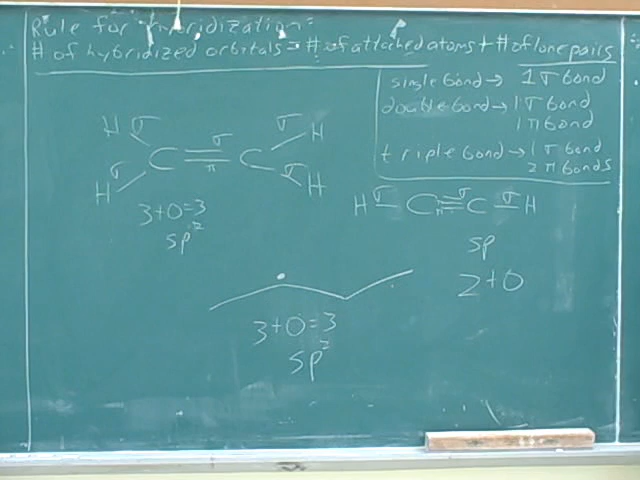 Rule for hybridization:
# of hybridized orbitals = # of attached atoms + # of lone pairs
single bond → 1 σ bond
double bond → 1 σ bond
1 π bond
triple bond → 1 σ bond
2 π bonds
H σ σ σ H
C = C
π
H σ σ H
3+0=3
sp²
H σ C ≡ C σ H
σ
π
sp
2+0
3+0=3
sp²